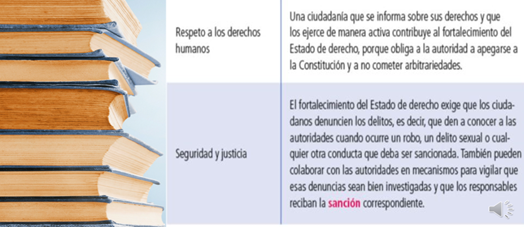 Respeto a los derechos
humanos
Una ciudadanía que se informa sobre sus derechos y que
los ejerce de manera activa contribuye al fortalecimiento del
Estado de derecho, porque obliga a la autoridad a apegarse a
la Constitución y a no cometer arbitrariedades.
Seguridad y justicia
El fortalecimiento del Estado de derecho exige que los ciuda-
danos denuncien los delitos, es decir, que den a conocer a las
autoridades cuando ocurre un robo, un delito sexual o cual-
quier otra conducta que deba ser sancionada. También pueden
colaborar con las autoridades en mecanismos para vigilar que
esas denuncias sean bien investigadas y que los responsables
reciban la sanción correspondiente.